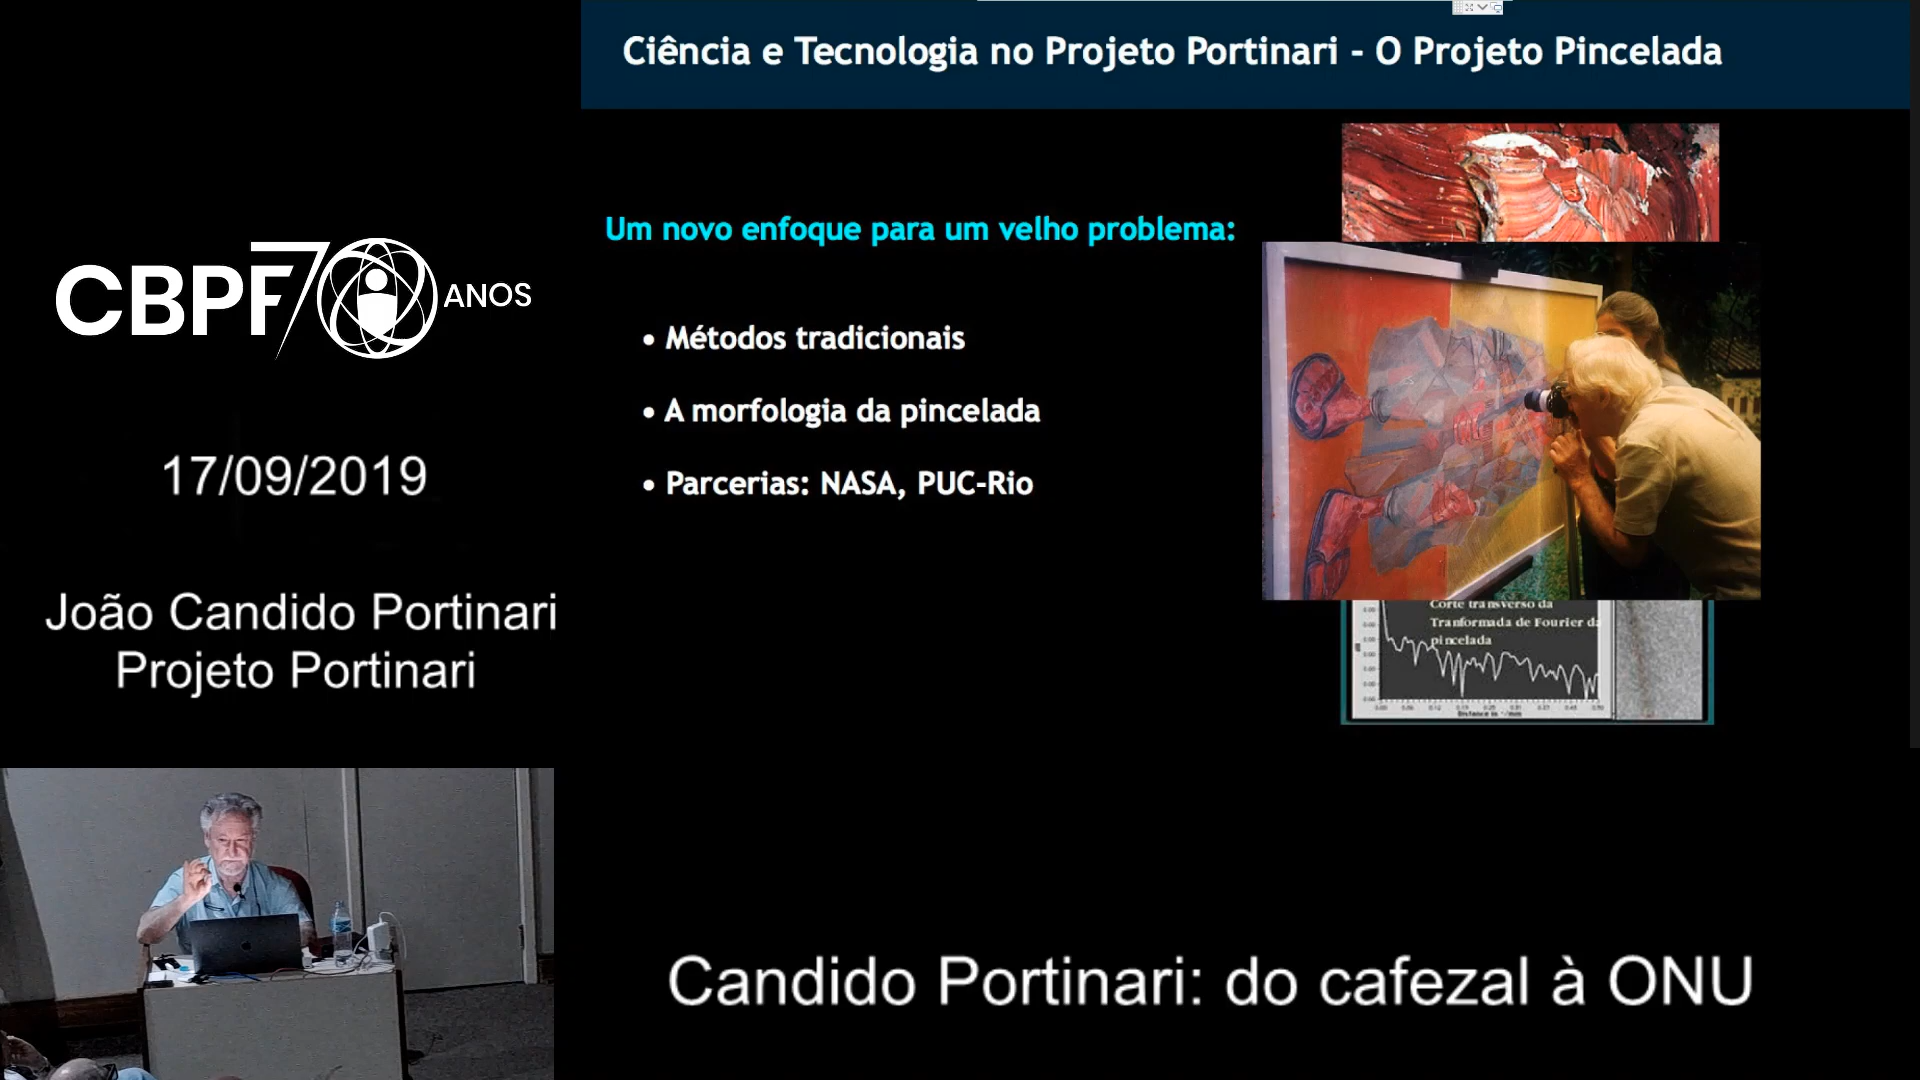 CBPF 70 ANOS
17/09/2019
João Candido Portinari
Projeto Portinari
Ciência e Tecnologia no Projeto Portinari - O Projeto Pincelada
Um novo enfoque para um velho problema:
• Métodos tradicionais
• A morfologia da pincelada
• Parcerias: NASA, PUC-Rio
Corte transverso da
Tranformada de Fourier da
pincelada
Candido Portinari: do cafezal à ONU